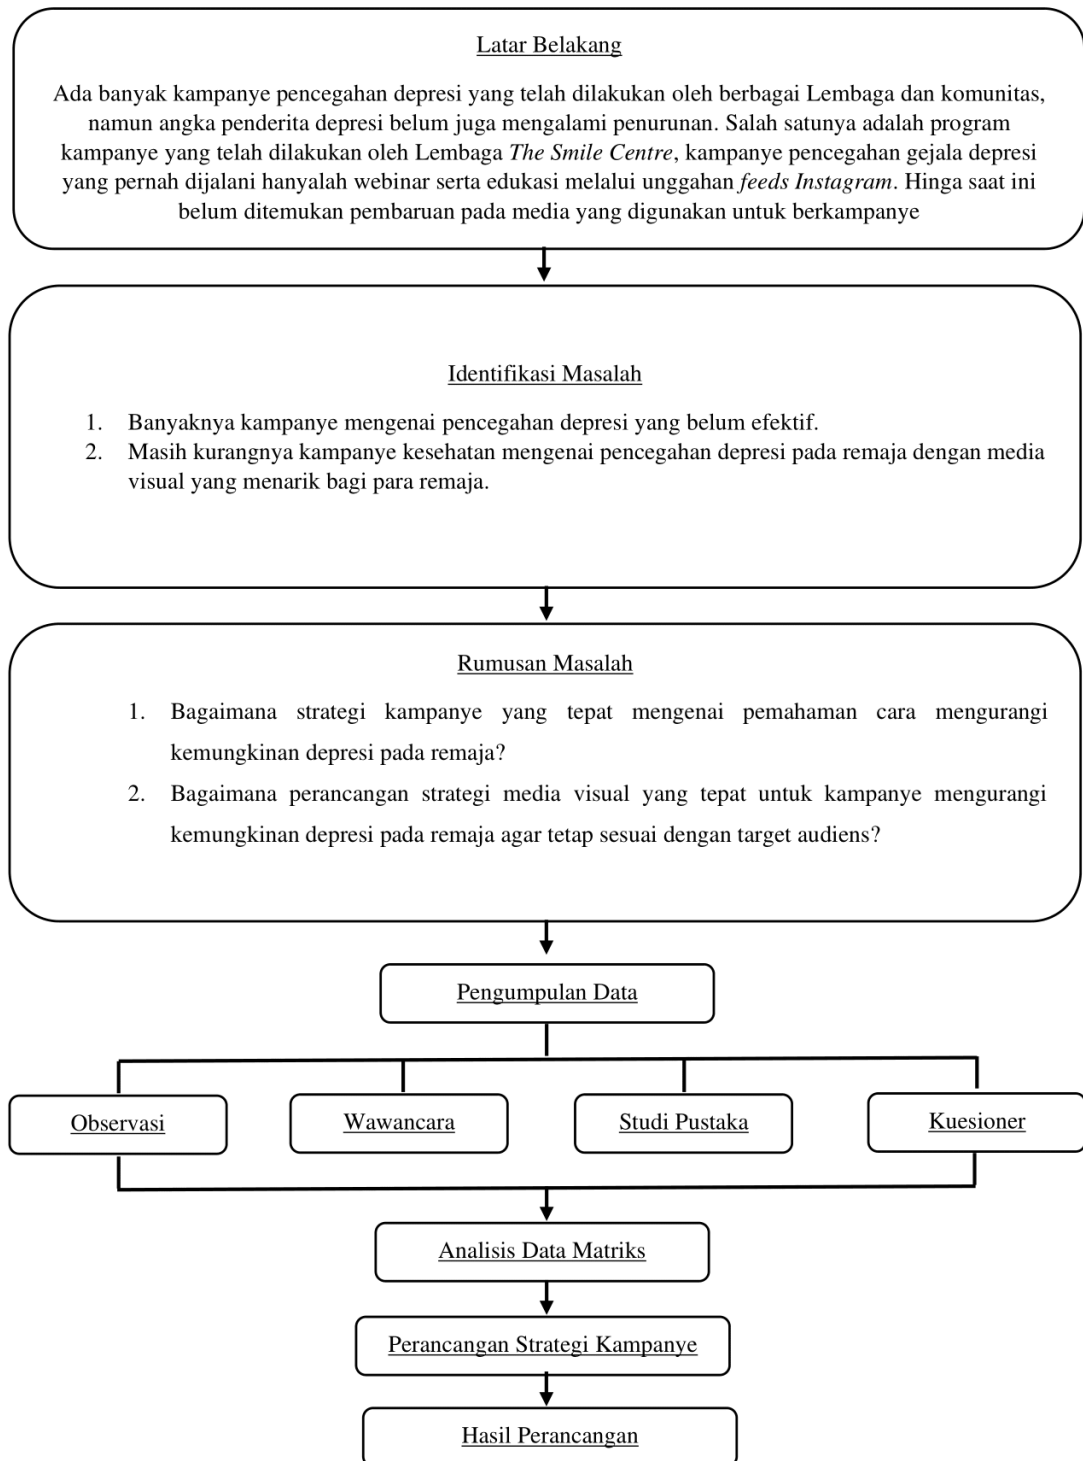 Latar Belakang
Ada banyak kampanye pencegahan depresi yang telah dilakukan oleh berbagai Lembaga dan komunitas,
namun angka penderita depresi belum juga mengalami penurunan. Salah satunya adalah program
kampanye yang telah dilakukan oleh Lembaga The Smile Centre, kampanye pencegahan gejala depresi
yang pernah dijalani hanyalah webinar serta edukasi melalui unggahan feeds Instagram. Hingga saat ini
belum ditemukan pembaruan pada media yang digunakan untuk berkampanye
Identifikasi Masalah
1. Banyaknya kampanye mengenai pencegahan depresi yang belum efektif.
2. Masih kurangnya kampanye kesehatan mengenai pencegahan depresi pada remaja dengan media
visual yang menarik bagi para remaja.
Rumusan Masalah
1. Bagaimana strategi kampanye yang tepat mengenai pemahaman cara mengurangi
kemungkinan depresi pada remaja?
2. Bagaimana perancangan strategi media visual yang tepat untuk kampanye mengurangi
kemungkinan depresi pada remaja agar tetap sesuai dengan target audiens?
Pengumpulan Data
Observasi
Wawancara
Studi Pustaka
Kuesioner
Analisis Data Matriks
Perancangan Strategi Kampanye
Hasil Perancangan